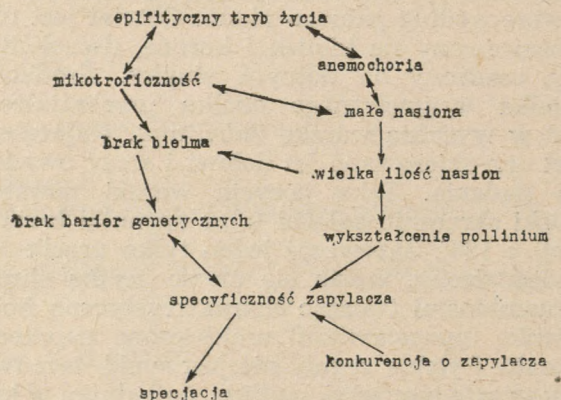 epifityczny tryb życia
anemochoria
mikotroficzność
małe nasiona
brak bielma
wielka ilość nasion
brak barier genetycznych
wykształcenie pollinium
specyficzność zapylacza
konkurencja o zapylacza
specjacja